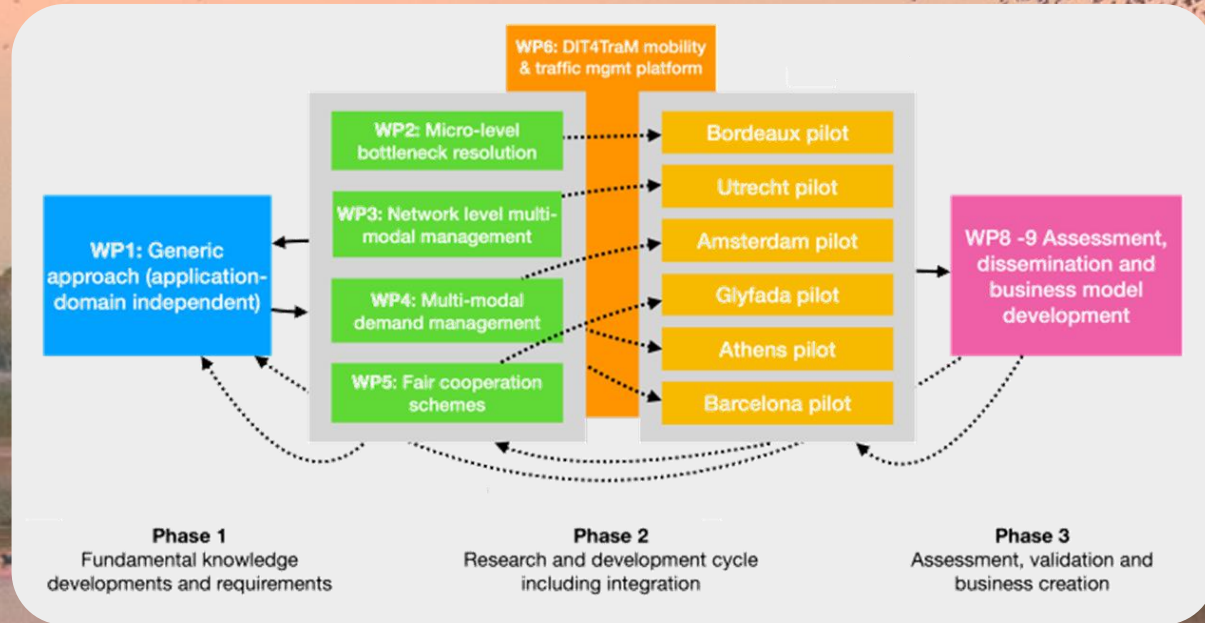 WP6: DIT4TraM mobility
& traffic mgmt platform
WP2: Micro-level
bottleneck resolution
WP3: Network level multi-
modal management
WP4: Multi-modal
demand management
WP5: Fair cooperation
schemes
Bordeaux pilot
Utrecht pilot
Amsterdam pilot
Glyfada pilot
Athens pilot
Barcelona pilot
WP1: Generic
approach (application-
domain independent)
WP8 -9 Assessment,
dissemination and
business model
development
Phase 1
Fundamental knowledge
developments and requirements
Phase 2
Research and development cycle
including integration
Phase 3
Assessment, validation and
business creation